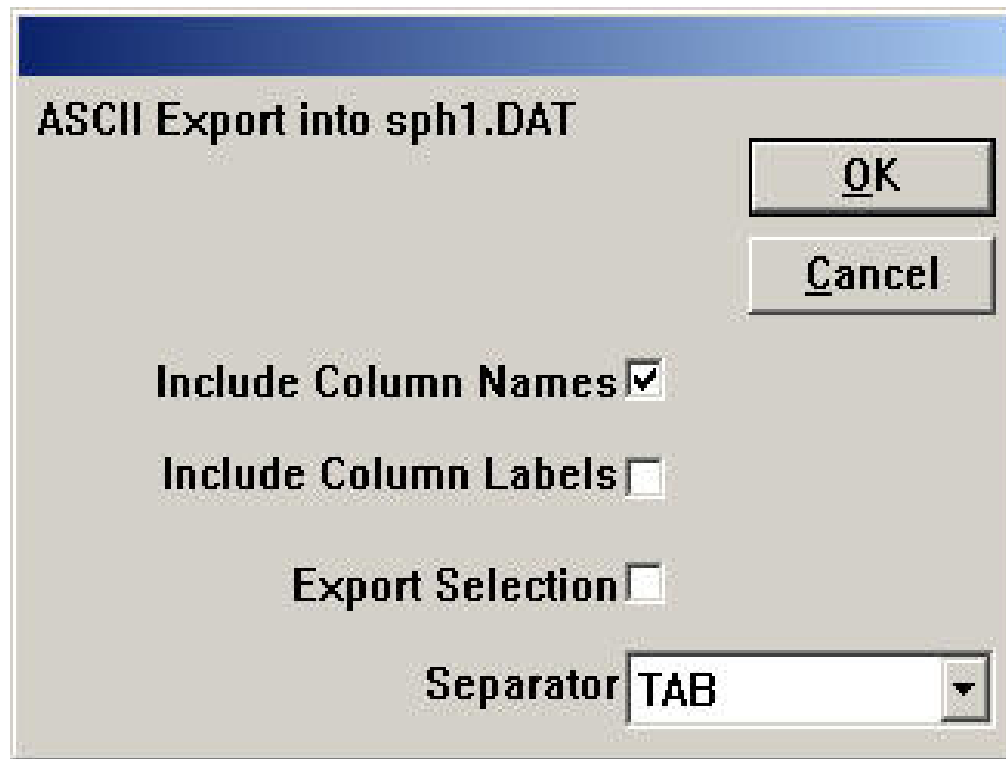 ASCII Export into sph1.DAT
OK
Cancel
Include Column Names
Include Column Labels
Export Selection
Separator TAB